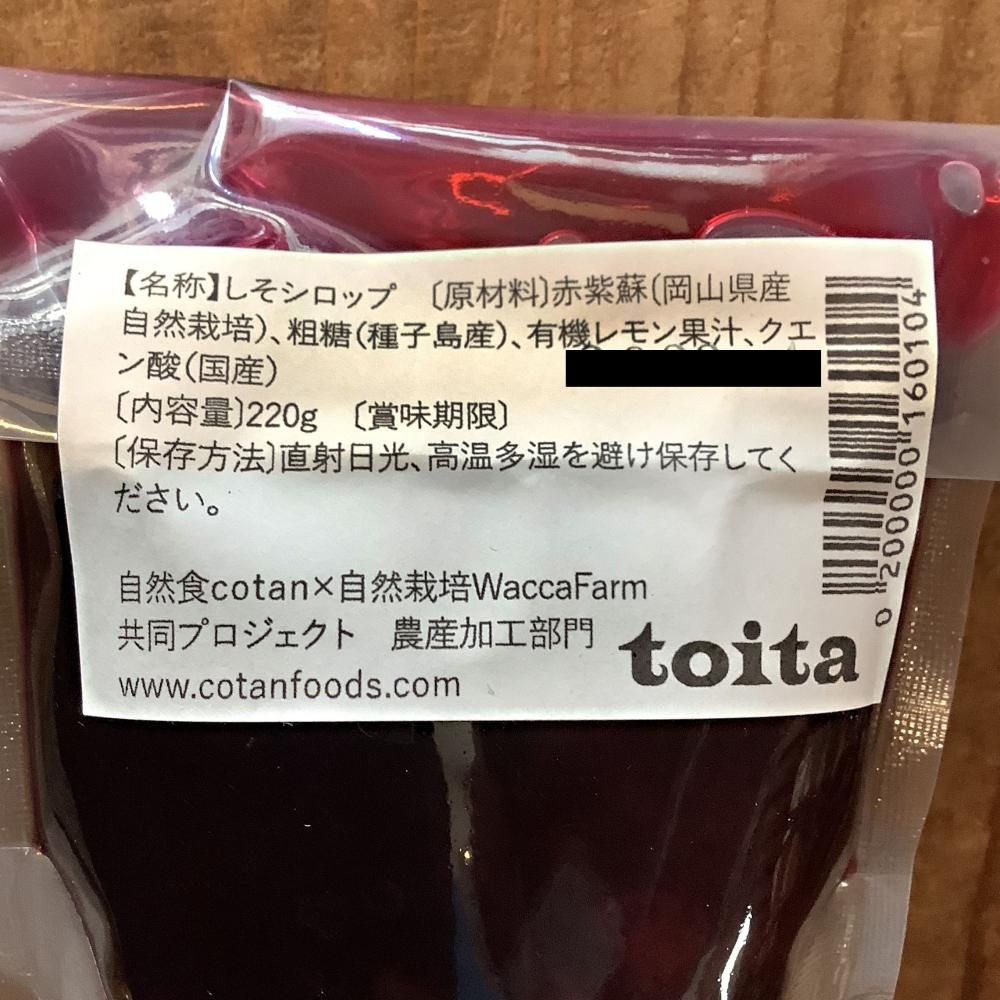 【名称】しそシロップ 〔原材料〕赤紫蘇(岡山県産
自然栽培)、粗糖(種子島産)、有機レモン果汁、クエ
ン酸(国産)
〔内容量〕220g 〔賞味期限〕
〔保存方法〕直射日光、高温多湿を避け保存してく
ださい。
自然食cotan×自然栽培WaccaFarm
共同プロジェクト 農産加工部門
www.cotanfoods.com
toita
0 200000 160104